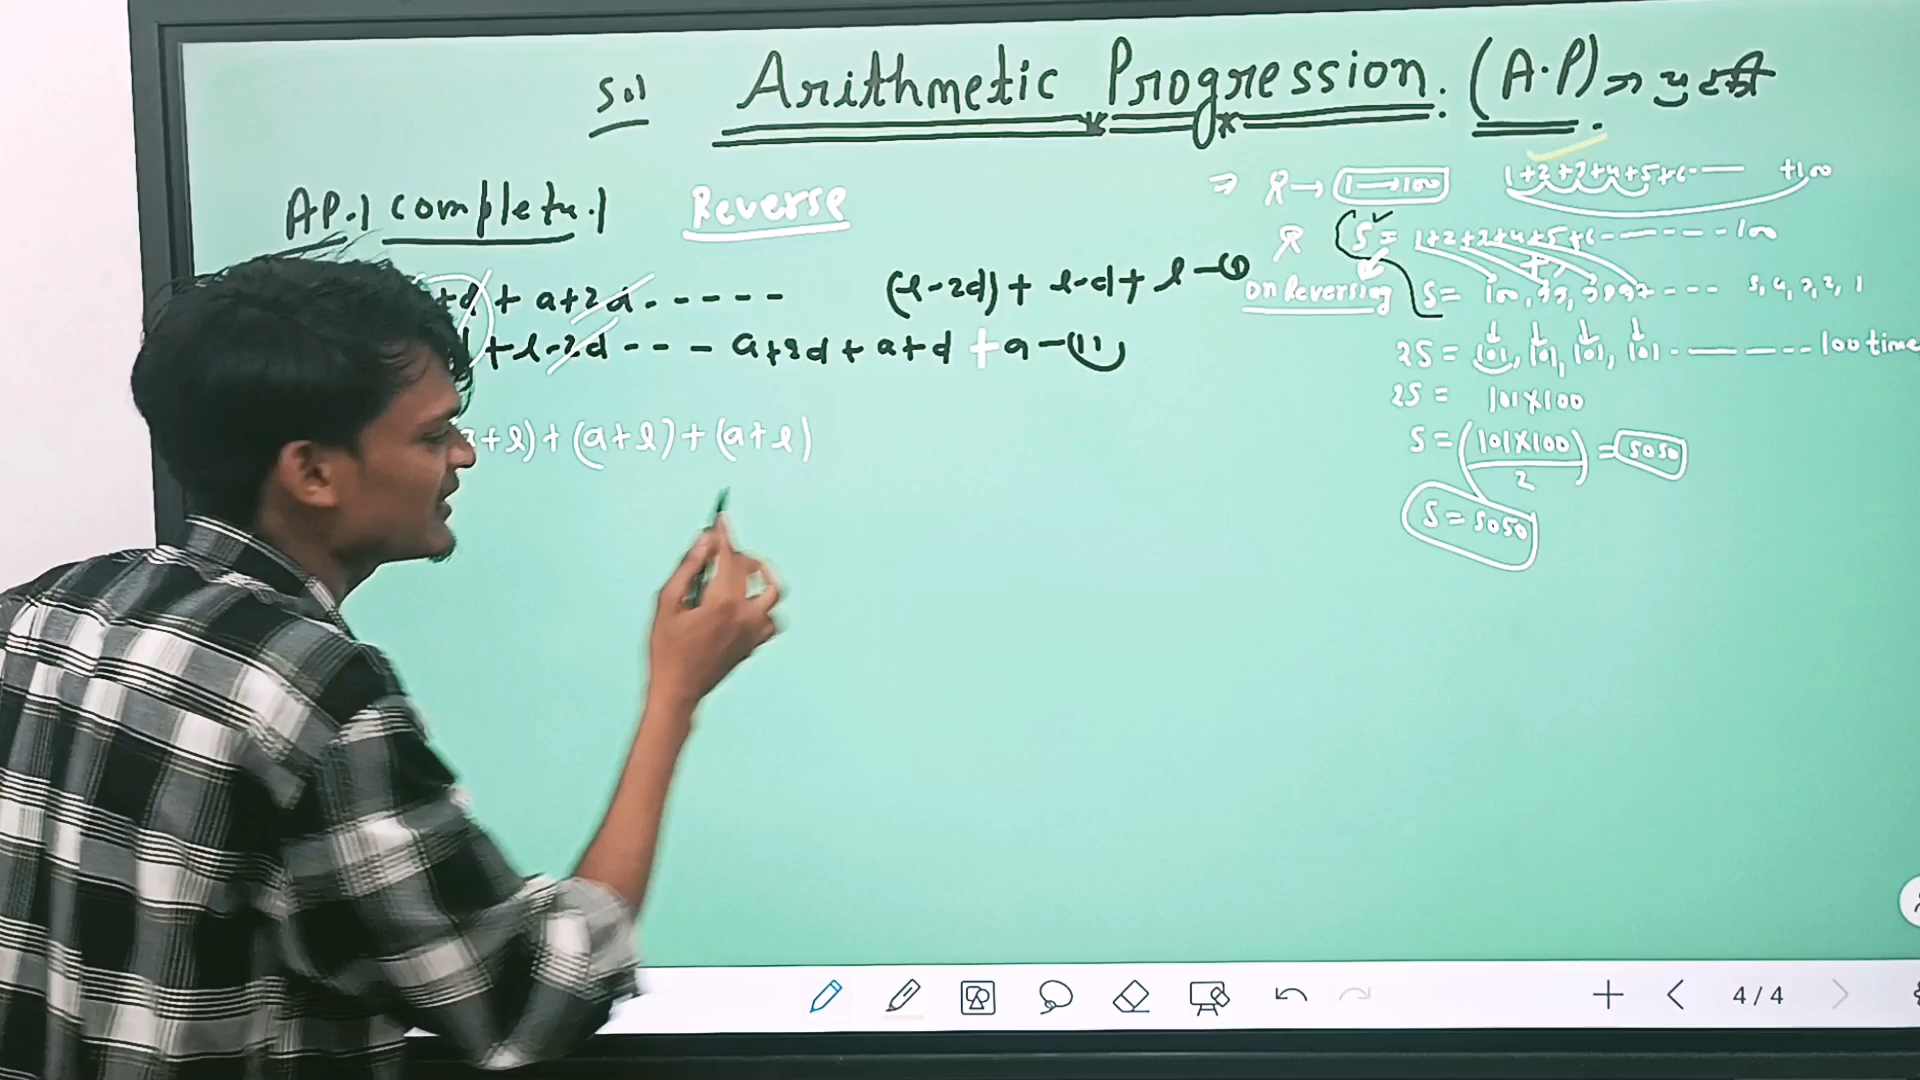 Sol Arithmetic Progression. (A.P)
AP.1 Complete.1 Reverse
+d + a+2d ----- (l-2d) + l-d + l -(i)
+ l-2d --- a+2d + a+d + a -(ii)
+l) + (a+l) + (a+l)
⇒ 1→100 1+2+3+4+5+6 --- +100
S = 1+2+3+4+5+6 ------- 100
On Reversing S = 100, 99, 98 97 --- 5, 4, 3, 2, 1
2S = 101, 101, 101, 101 ------- 100 time
2S = 101×100
S = (101×100/2) = 5050
S = 5050
4/4